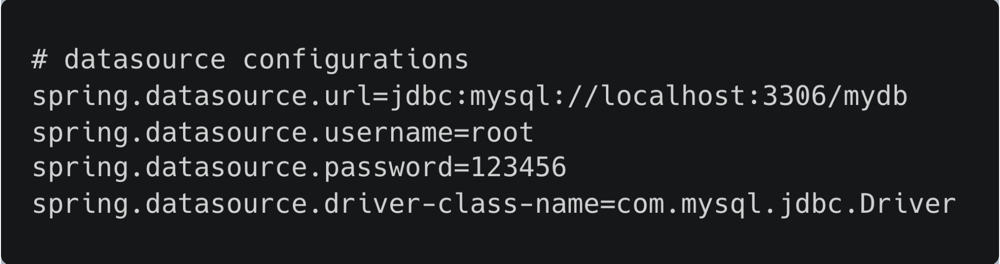 # datasource configurations
spring.datasource.url=jdbc:mysql://localhost:3306/mydb
spring.datasource.username=root
spring.datasource.password=123456
spring.datasource.driver-class-name=com.mysql.jdbc.Driver